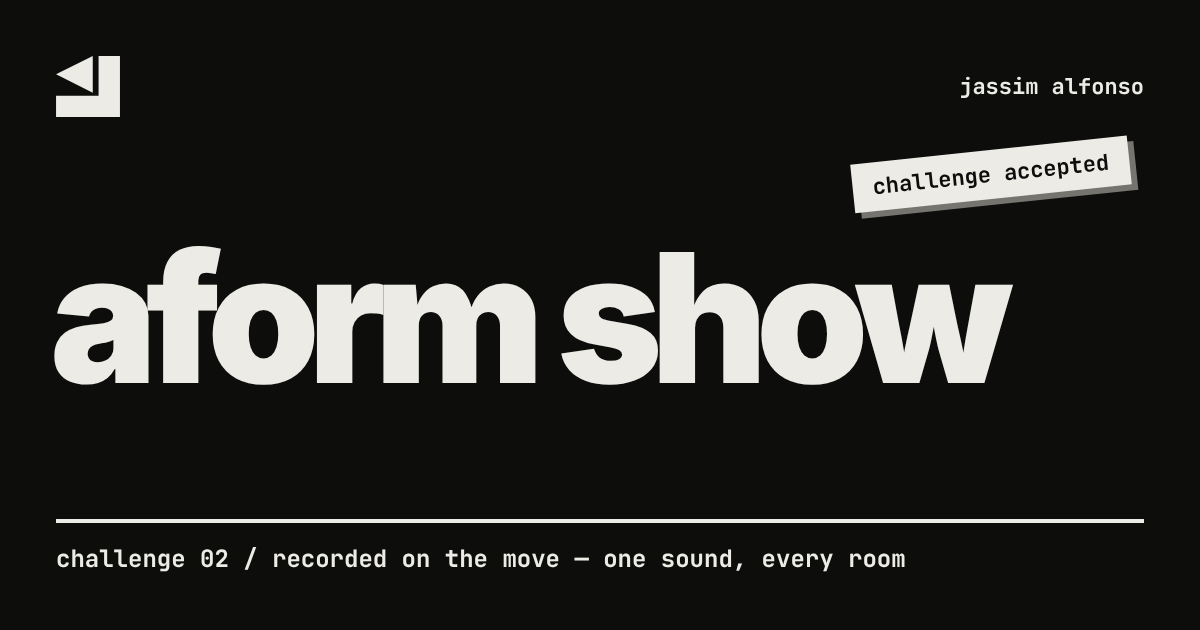 jassim alfonso
challenge accepted
aform show
challenge 02 / recorded on the move — one sound, every room